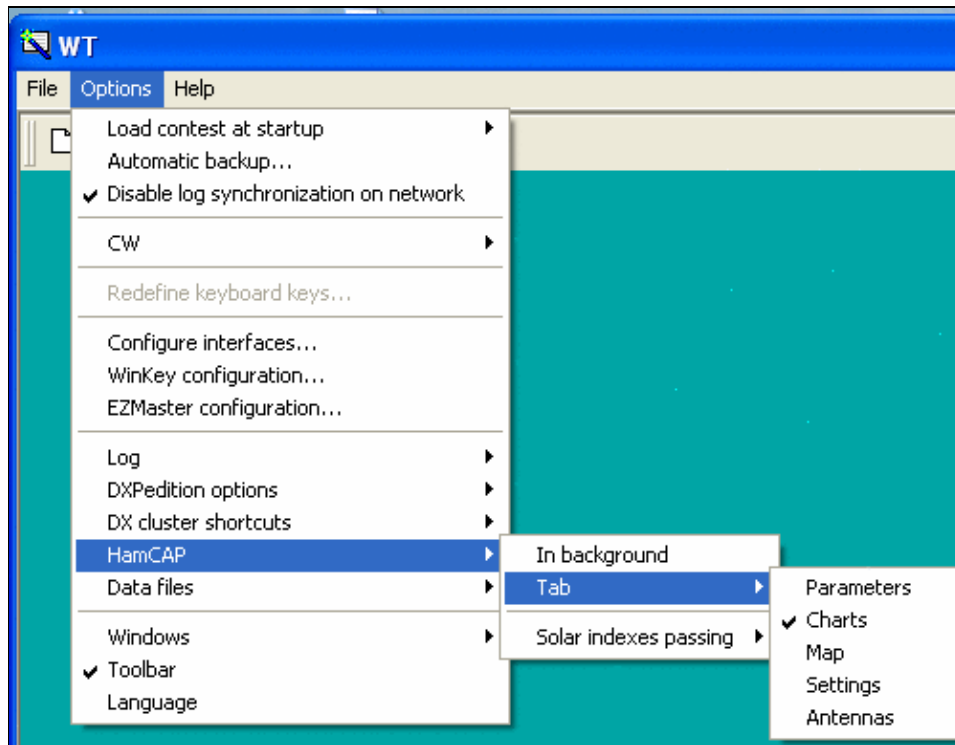 WT
File Options Help
Load contest at startup
Automatic backup...
Disable log synchronization on network
CW
Redefine keyboard keys...
Configure interfaces...
WinKey configuration...
EZMaster configuration...
Log
DXPedition options
DX cluster shortcuts
HamCAP
Data files
Windows
Toolbar
Language
In background
Tab
Solar indexes passing
Parameters
Charts
Map
Settings
Antennas